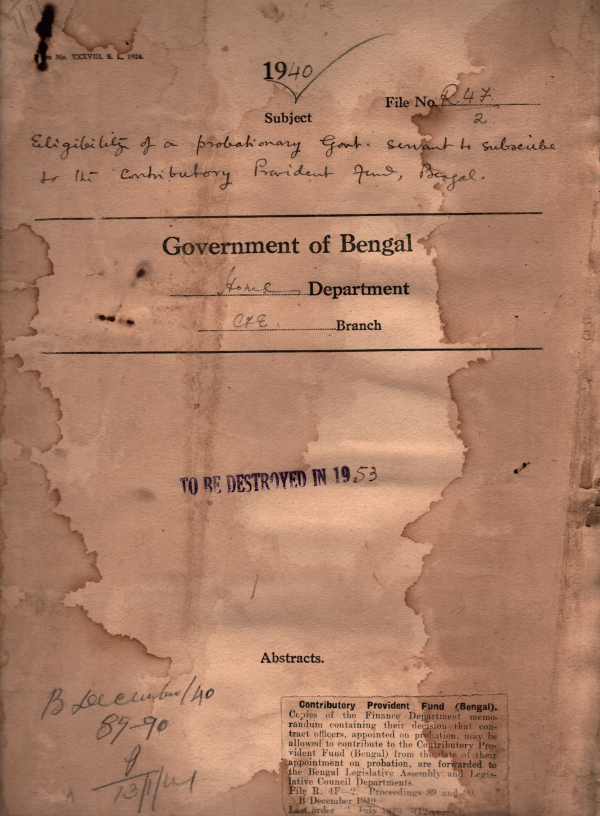 No. XXXVIII, S. L., 1924.
1940
File No. R. 4F
2.
Subject
Eligibility of a probationary Govt. servant to subscribe
to the Contributory Provident Fund, Bengal.
Government of Bengal
Home Department
Branch
TO BE DESTROYED IN 1953
Abstracts.
B December/40
89-90
Contributory Provident Fund (Bengal).
Copies of the Finance Department memo-
randum containing their decision that con-
tract officers, appointed on probation, may be
allowed to contribute to the Contributory Pro-
vident Fund (Bengal) from the date of their
appointment on probation, are forwarded to
the Bengal Legislative Assembly and Legis-
lative Council Departments.
File R. 4F—2. Proceedings 89 and 90.
B December 1940
Last order